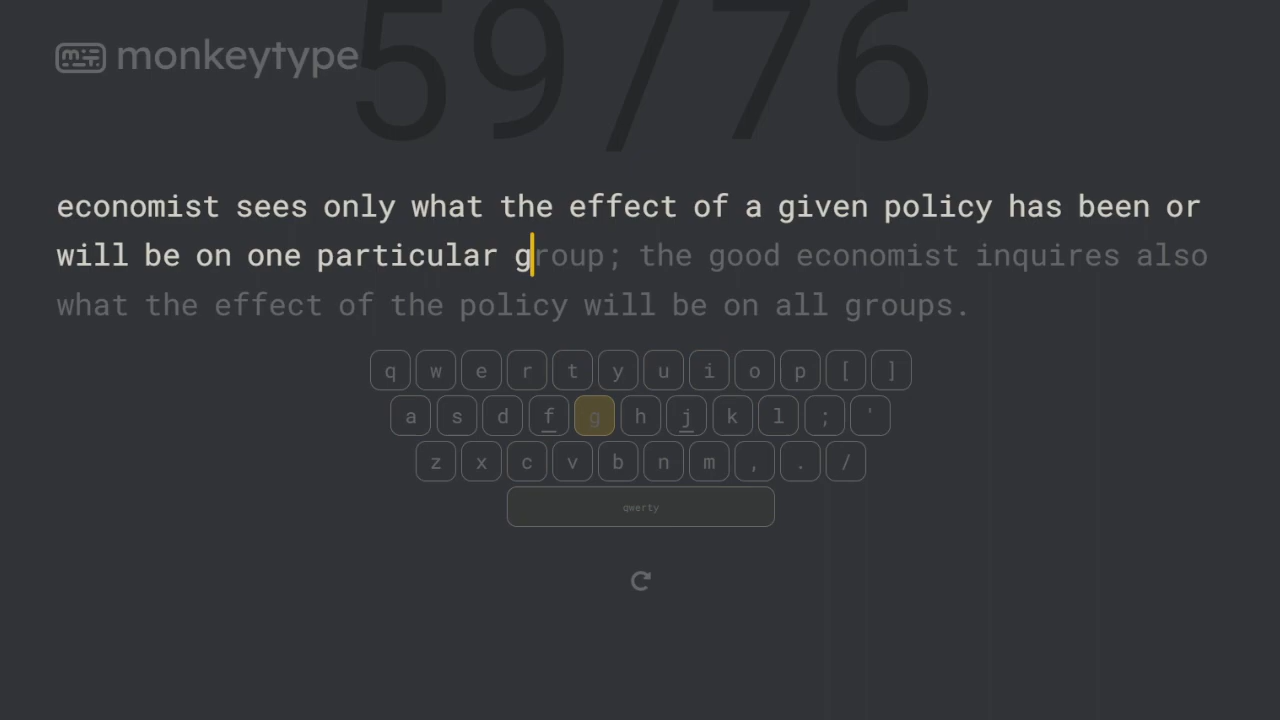 59/76
monkeytype
economist sees only what the effect of a given policy has been or
will be on one particular group; the good economist inquires also
what the effect of the policy will be on all groups.
q w e r t y u i o p [ ]
a s d f g h j k l ; '
z x c v b n m , . /
qwerty